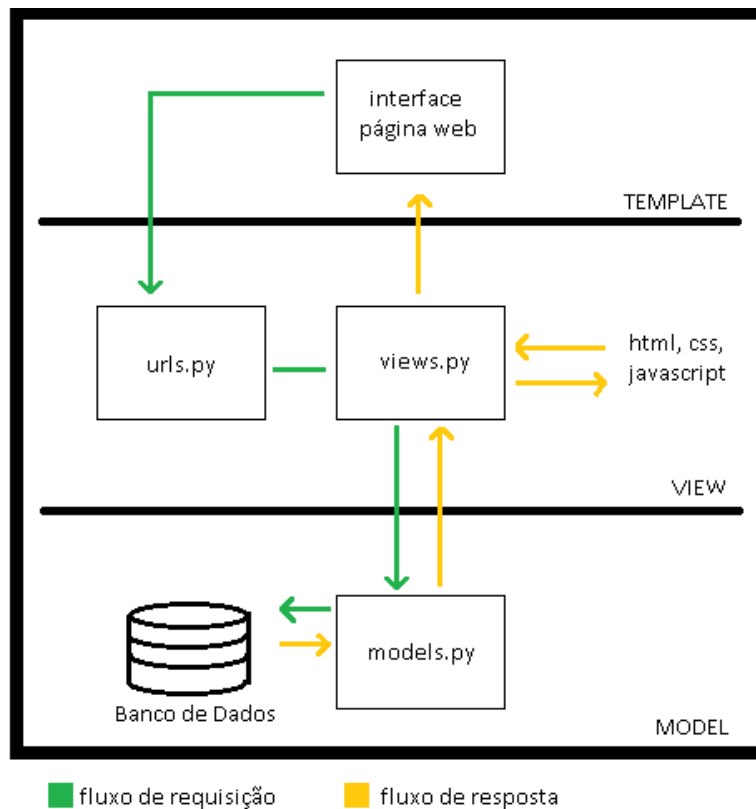 interface
página web
TEMPLATE
urls.py
views.py
html, css,
javascript
VIEW
models.py
Banco de Dados
MODEL
fluxo de requisição
fluxo de resposta